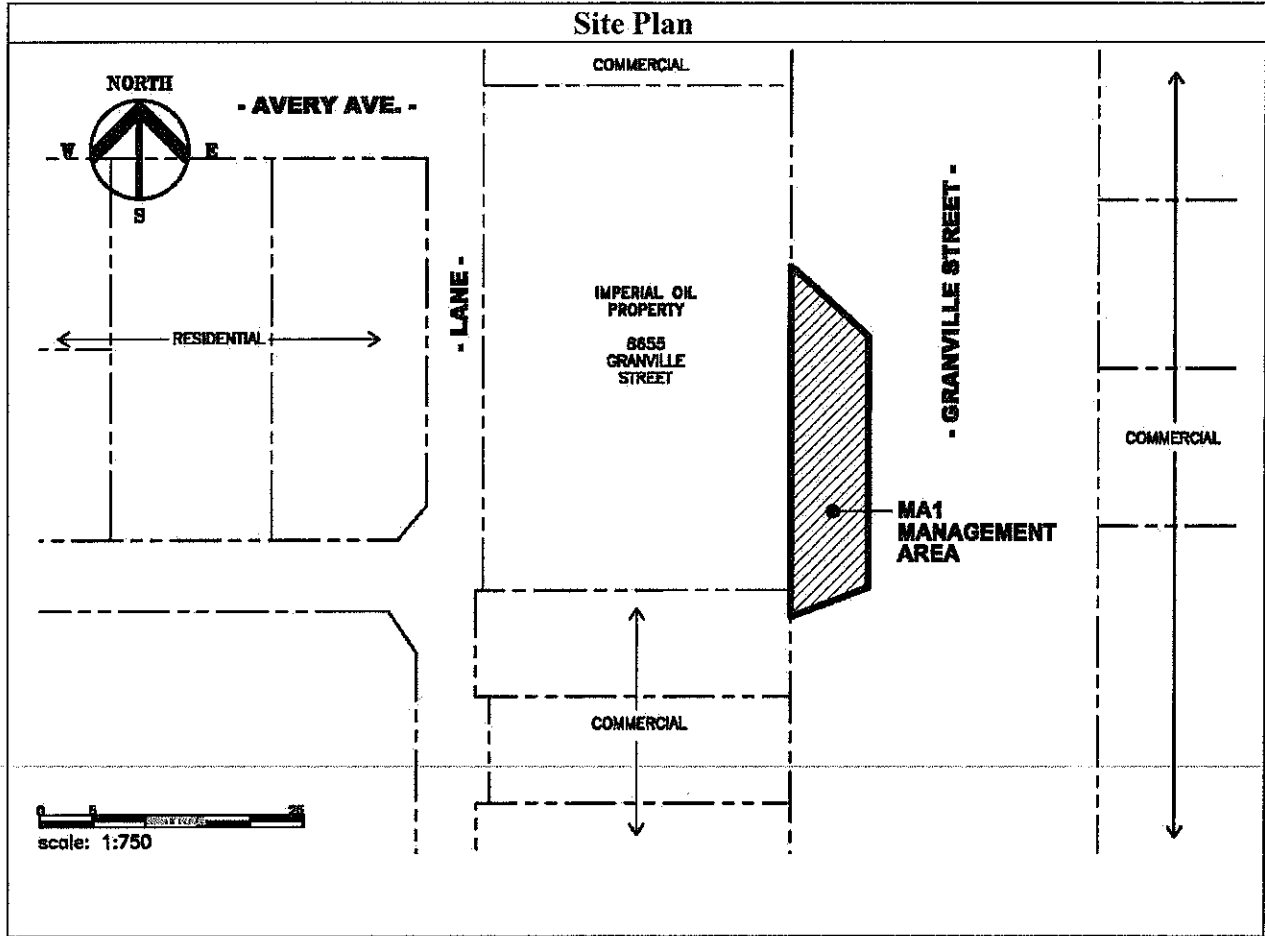 Site Plan
COMMERCIAL
NORTH
- AVERY AVE. -
W
E
S
- LANE -
- GRANVILLE STREET -
IMPERIAL OIL
PROPERTY
8655
GRANVILLE
STREET
RESIDENTIAL
COMMERCIAL
MA1
MANAGEMENT
AREA
COMMERCIAL
0
5
25
scale: 1:750